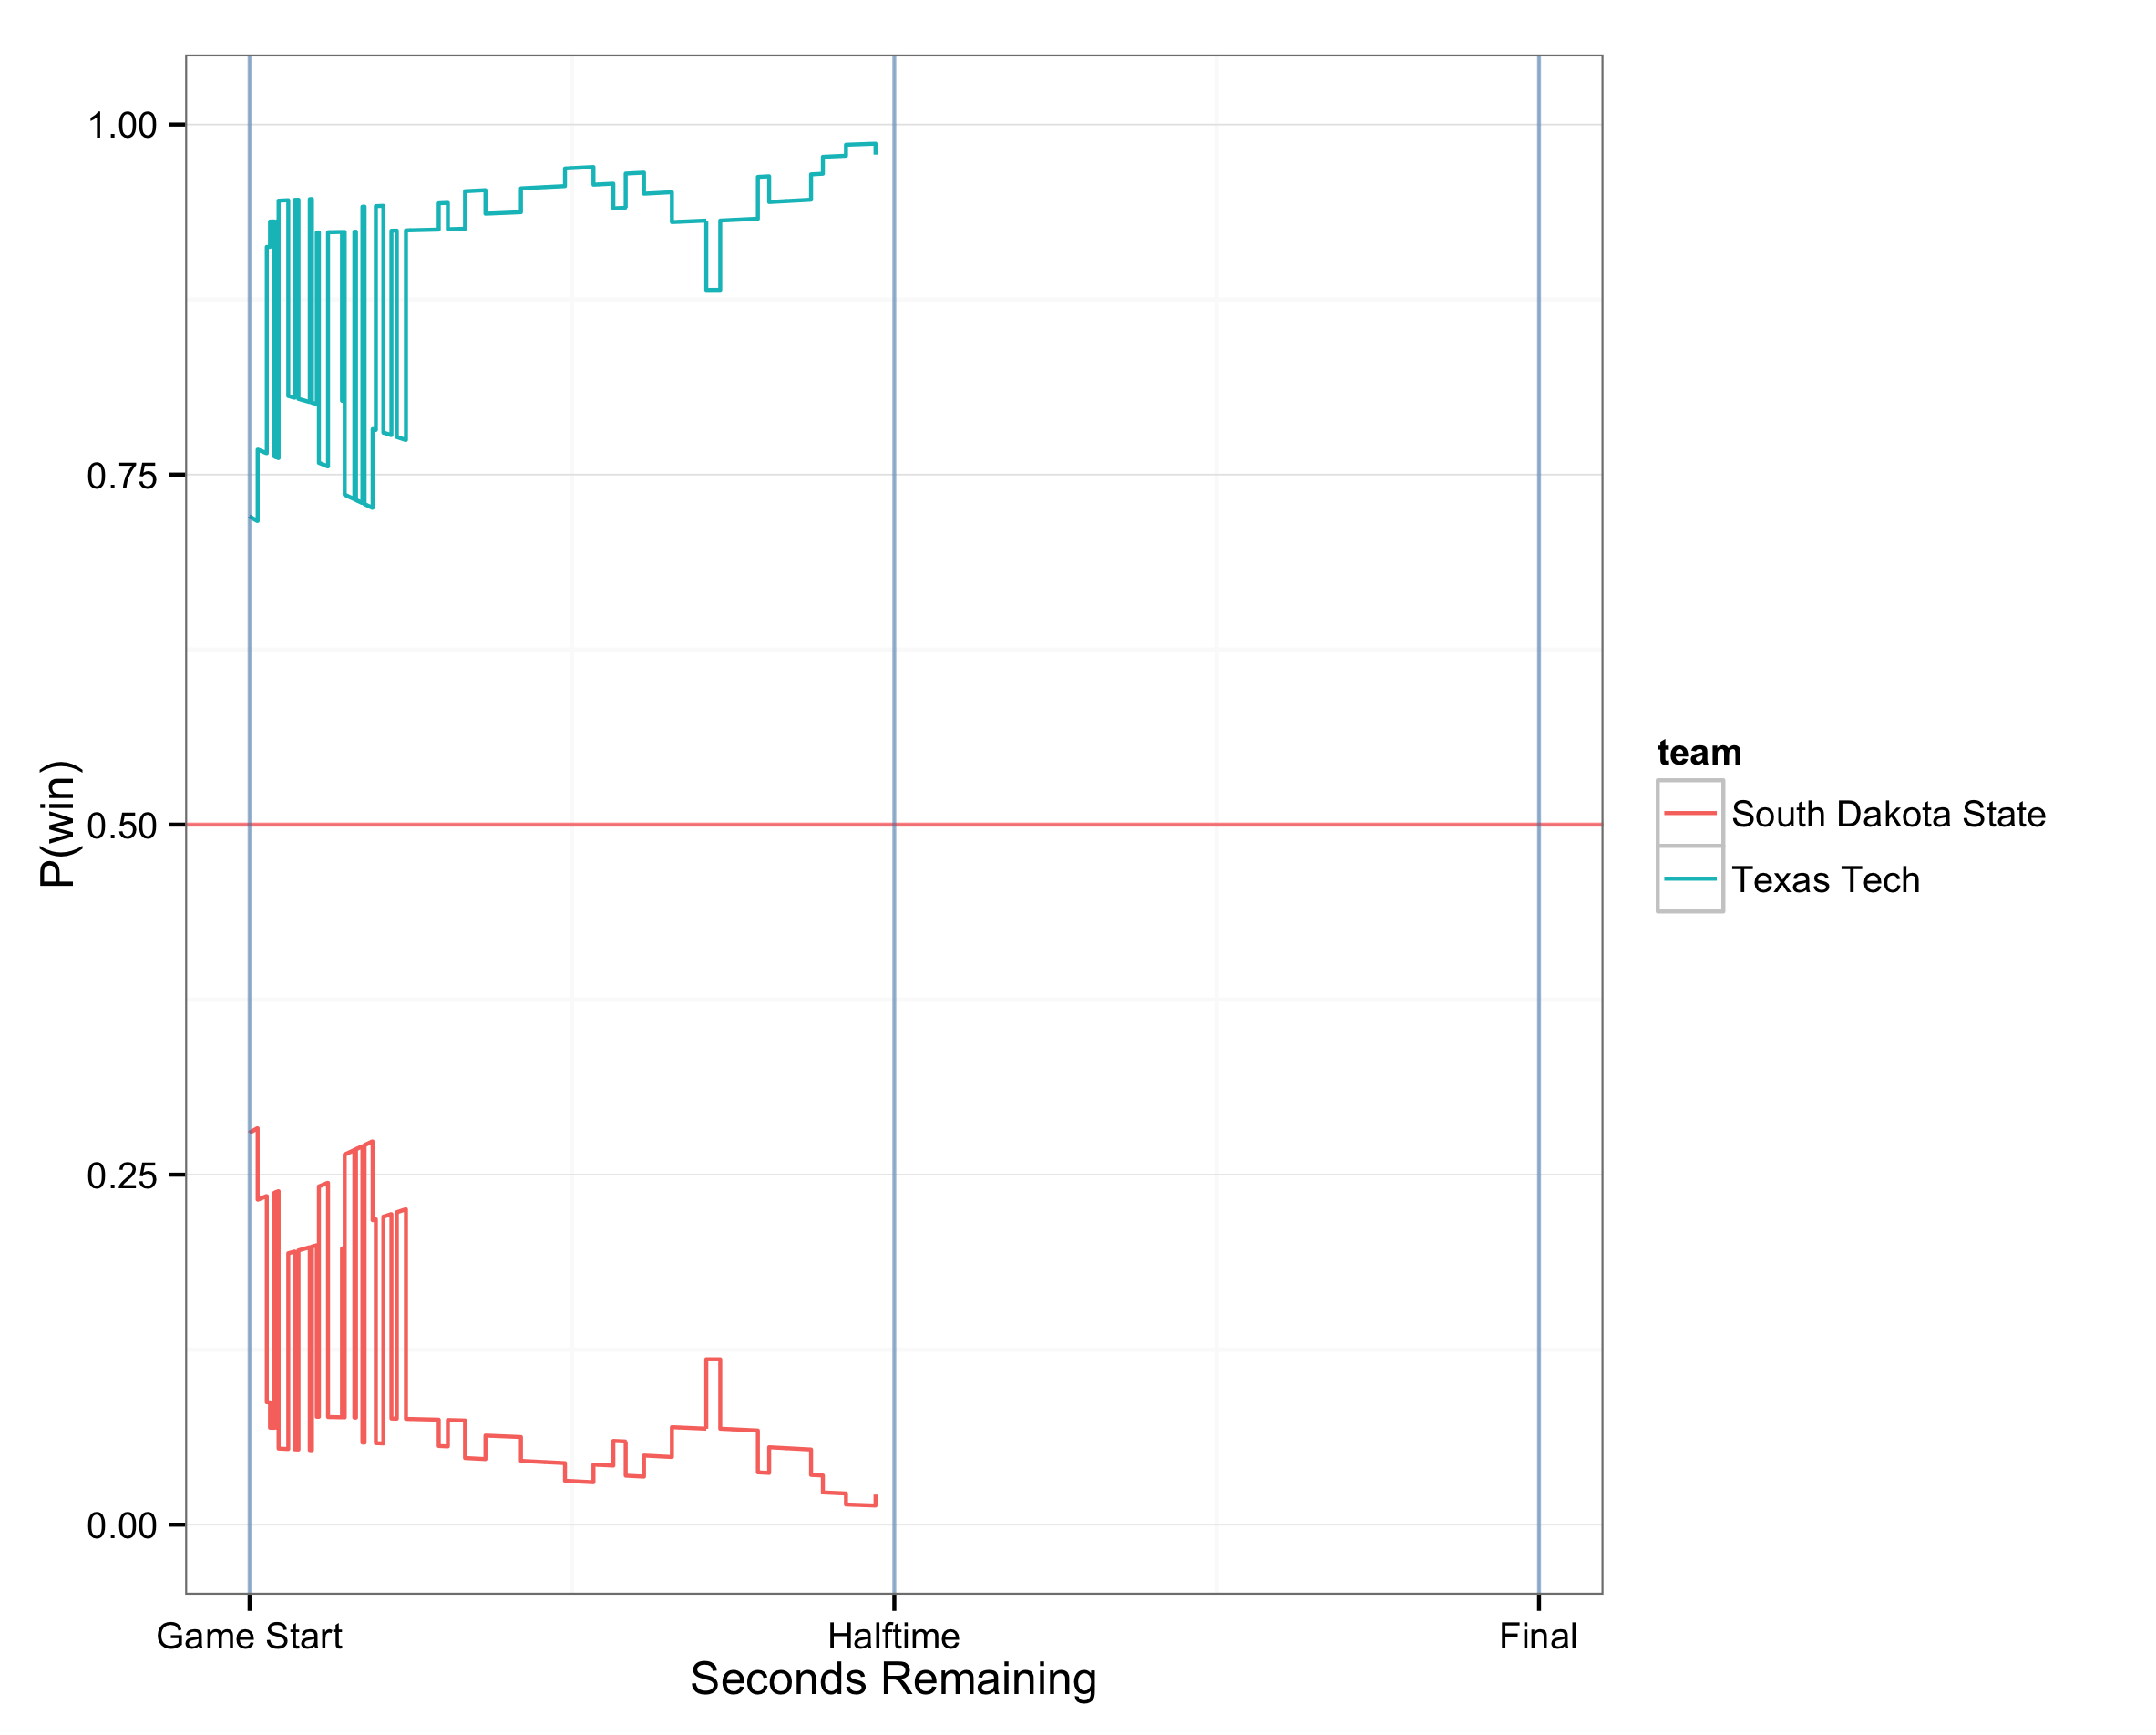 1.00
0.75
0.50
0.25
0.00
P(win)
Game Start
Halftime
Final
Seconds Remaining
team
South Dakota State
Texas Tech